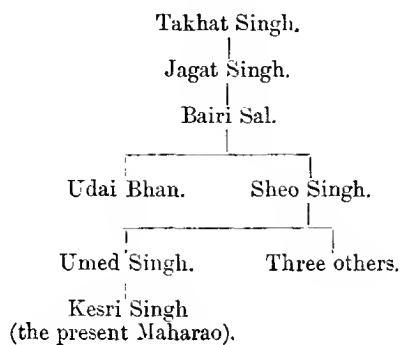 Takhat Singh.
Jagat Singh.
Bairi Sal.
Udai Bhan. Sheo Singh.
Umed Singh. Three others.
Kesri Singh
(the present Maharao).